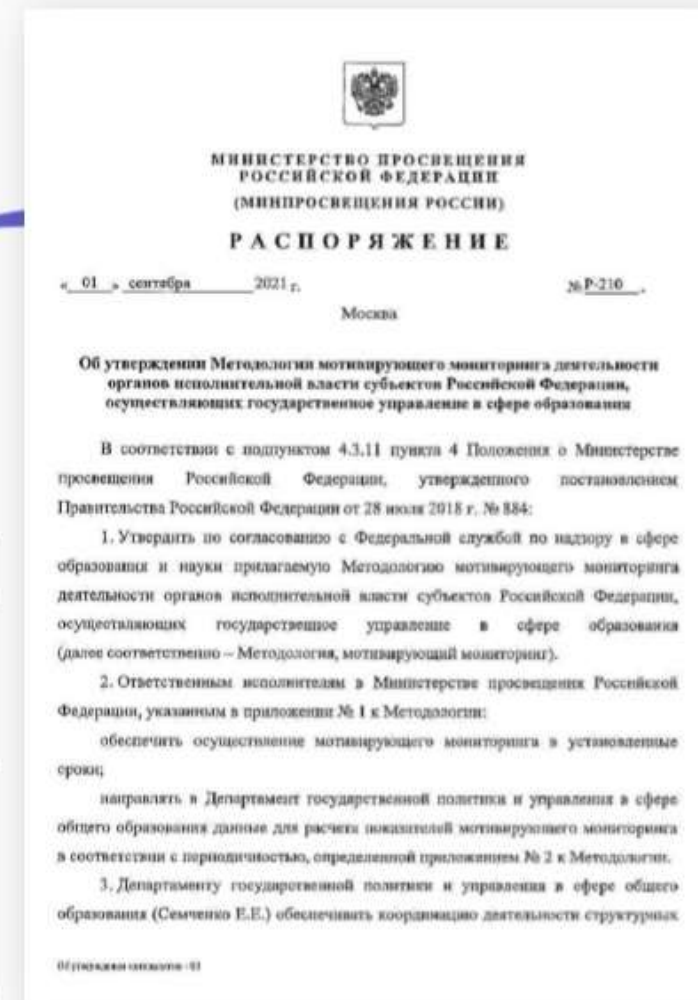 МИНИСТЕРСТВО ПРОСВЕЩЕНИЯ
РОССИЙСКОЙ ФЕДЕРАЦИИ
(МИНПРОСВЕЩЕНИЯ РОССИИ)
РАСПОРЯЖЕНИЕ
« 01 » сентября 2021 г. № Р-210 .
Москва
Об утверждении Методологии мотивирующего мониторинга деятельности
органов исполнительной власти субъектов Российской Федерации,
осуществляющих государственное управление в сфере образования
В соответствии с подпунктом 4.3.11 пункта 4 Положения о Министерстве
просвещения Российской Федерации, утвержденного постановлением
Правительства Российской Федерации от 28 июля 2018 г. № 884:
1. Утвердить по согласованию с Федеральной службой по надзору в сфере
образования и науки прилагаемую Методологию мотивирующего мониторинга
деятельности органов исполнительной власти субъектов Российской Федерации,
осуществляющих государственное управление в сфере образования
(далее соответственно – Методология, мотивирующий мониторинг).
2. Ответственным исполнителям в Министерстве просвещения Российской
Федерации, указанным в приложении № 1 к Методологии:
обеспечить осуществление мотивирующего мониторинга в установленные
сроки;
направлять в Департамент государственной политики и управления в сфере
общего образования данные для расчета показателей мотивирующего мониторинга
в соответствии с периодичностью, определенной приложением № 2 к Методологии.
3. Департаменту государственной политики и управления в сфере общего
образования (Семченко Е.Е.) обеспечивать координацию деятельности структурных